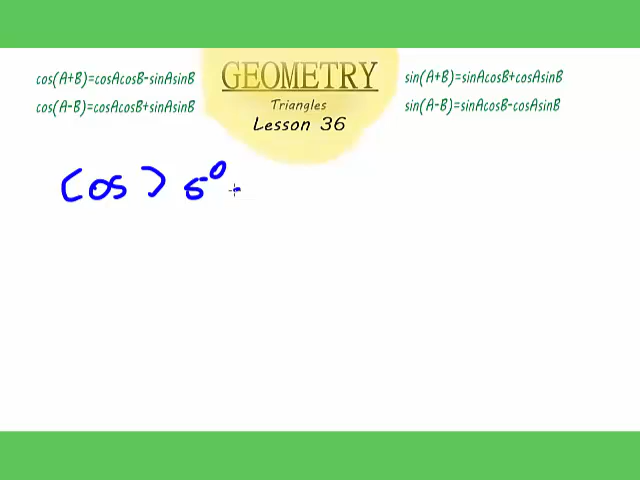 cos(A+B)=cosAcosB-sinAsinB
cos(A-B)=cosAcosB+sinAsinB
GEOMETRY
Triangles
Lesson 36
sin(A+B)=sinAcosB+cosAsinB
sin(A-B)=sinAcosB-cosAsinB
Cos 75° -